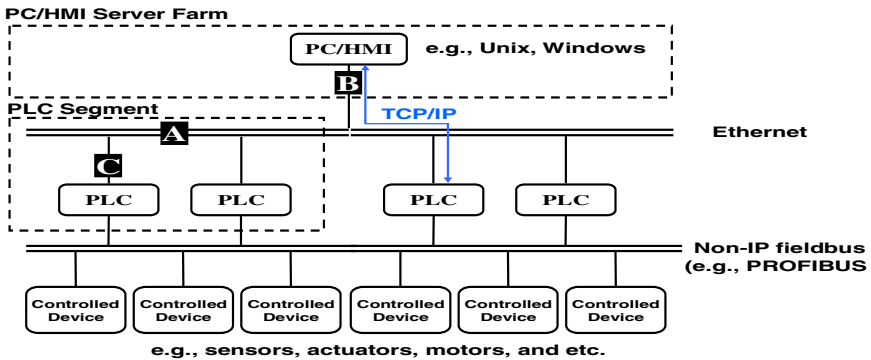 PC/HMI Server Farm
PC/HMI
e.g., Unix, Windows
B
PLC Segment
TCP/IP
A
Ethernet
C
PLC
PLC
PLC
PLC
Non-IP fieldbus
(e.g., PROFIBUS
Controlled
Device
Controlled
Device
Controlled
Device
Controlled
Device
Controlled
Device
Controlled
Device
e.g., sensors, actuators, motors, and etc.